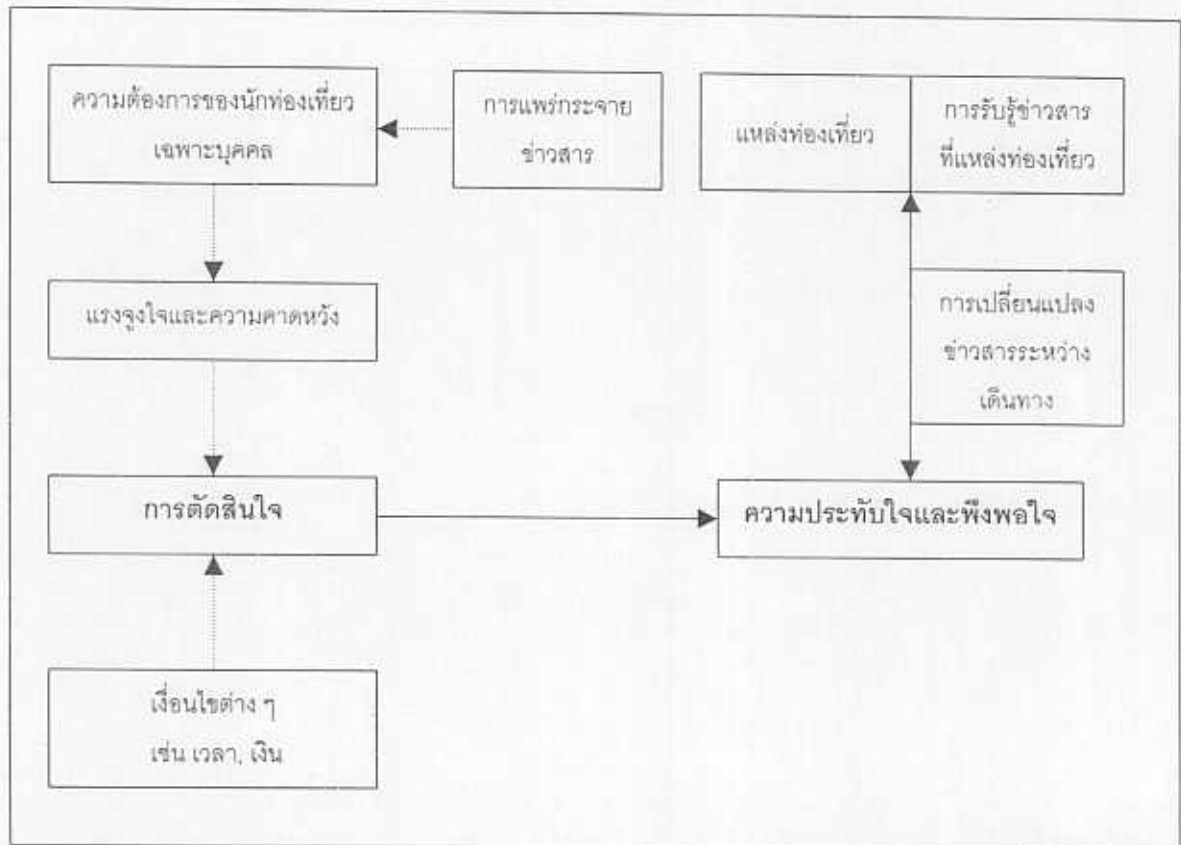 ความต้องการของนักท่องเที่ยว
เฉพาะบุคคล
การแพร่กระจาย
ข่าวสาร
แหล่งท่องเที่ยว
การรับรู้ข่าวสาร
ที่แหล่งท่องเที่ยว
แรงจูงใจและความคาดหวัง
การเปลี่ยนแปลง
ข่าวสารระหว่าง
เดินทาง
การตัดสินใจ
ความประทับใจและพึงพอใจ
เงื่อนไขต่าง ๆ
เช่น เวลา, เงิน